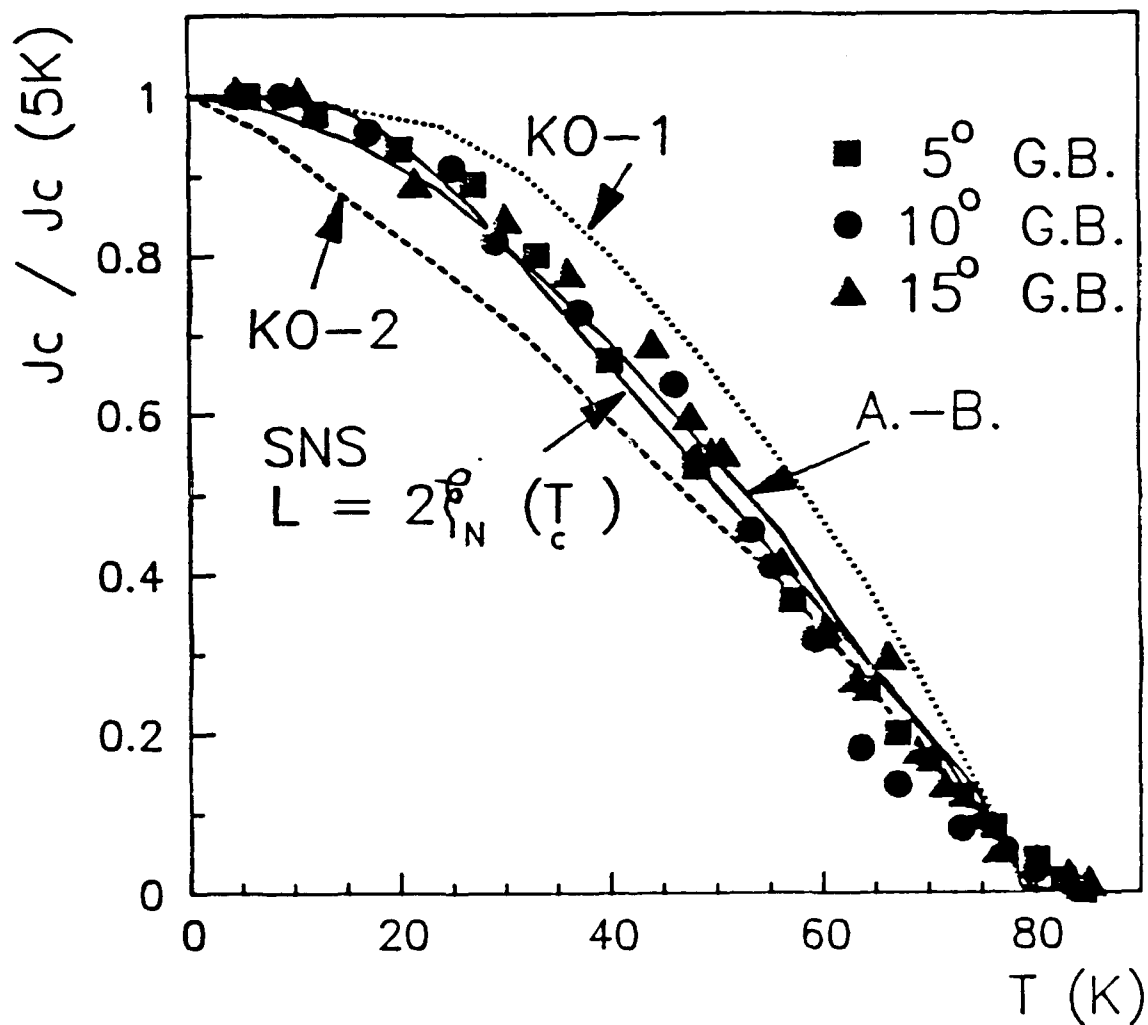 Jc / Jc (5K)
1
0.8
0.6
0.4
0.2
0
0
20
40
60
80
T (K)
KO-1
KO-2
SNS
L = 2ξN (Tc)
A.-B.
■ 5° G.B.
● 10° G.B.
▲ 15° G.B.